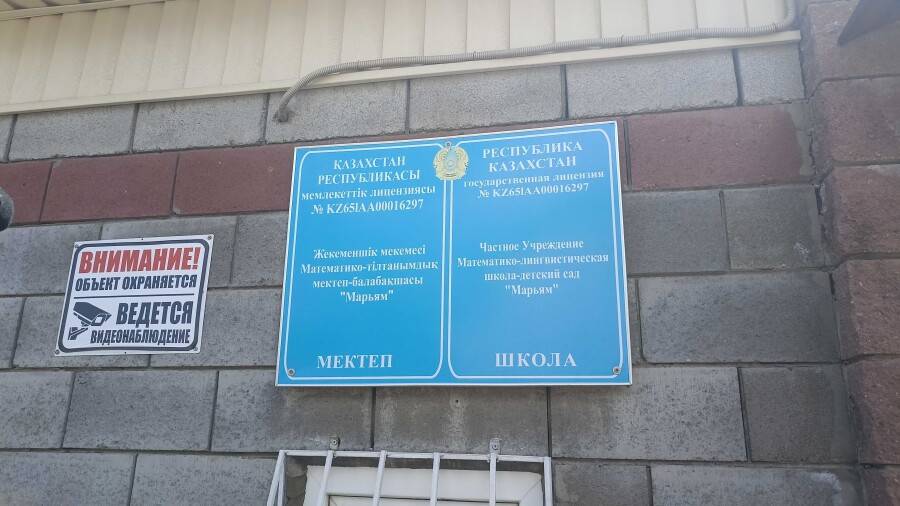 ВНИМАНИЕ!
ОБЪЕКТ ОХРАНЯЕТСЯ
ВЕДЕТСЯ
ВИДЕОНАБЛЮДЕНИЕ
КАЗАХСТАН
РЕСПУБЛИКАСЫ
мемлекеттік лицензиясы
№ KZ65IAA00016297
Жекеменшік мекемесі
Математико-тілтанымдық
мектеп-балабақшасы
"Марьям"
МЕКТЕП
РЕСПУБЛИКА
КАЗАХСТАН
государственная лицензия
№ KZ65IAA00016297
Частное Учреждение
Математико-лингвистическая
школа-детский сад
"Марьям"
ШКОЛА